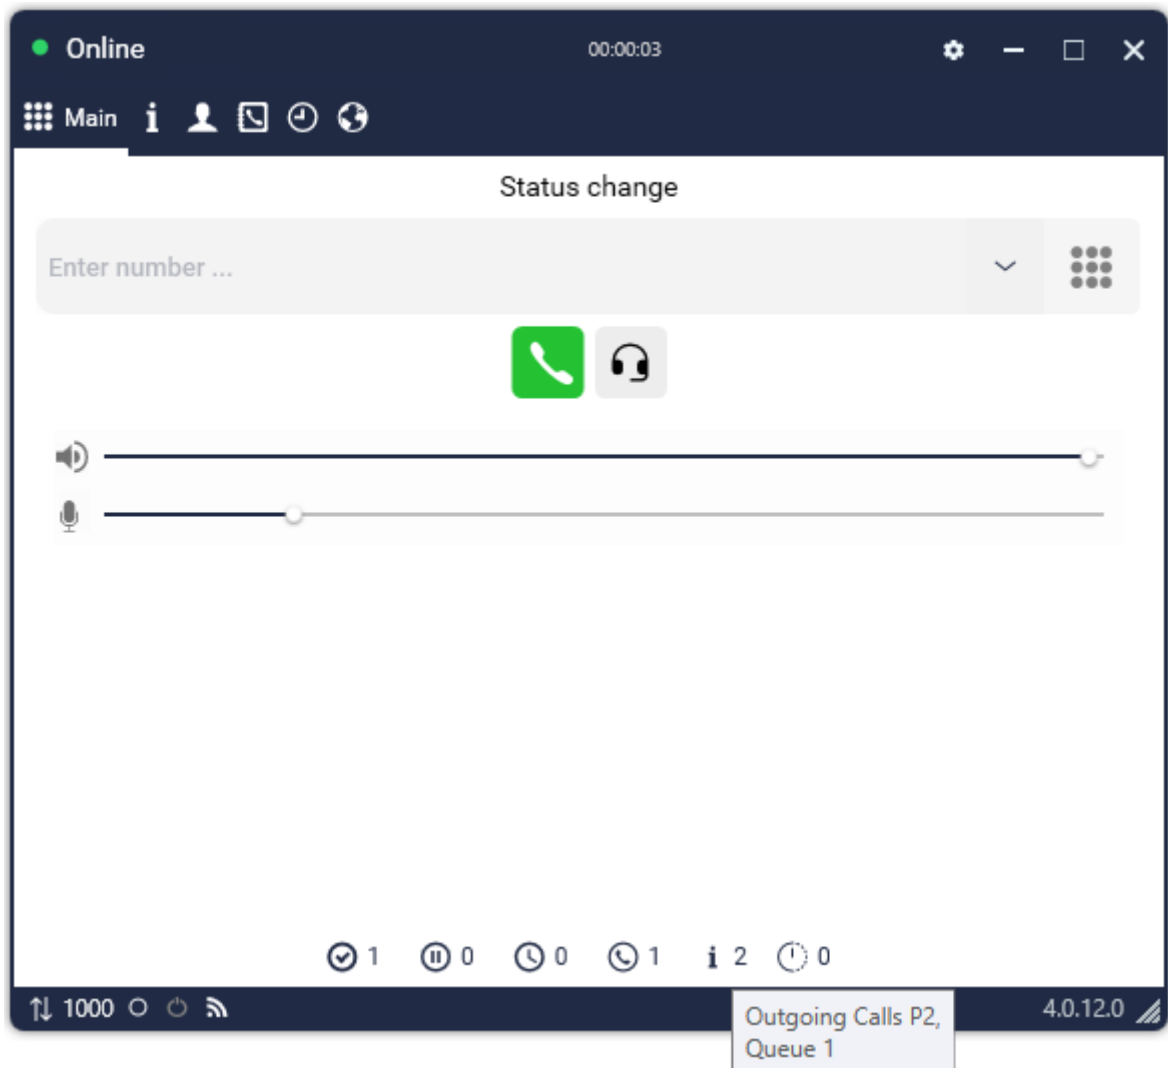 Online 00:00:03
Main
Status change
Enter number ...
1 0 0 1 2 0
1000 4.0.12.0
Outgoing Calls P2,
Queue 1